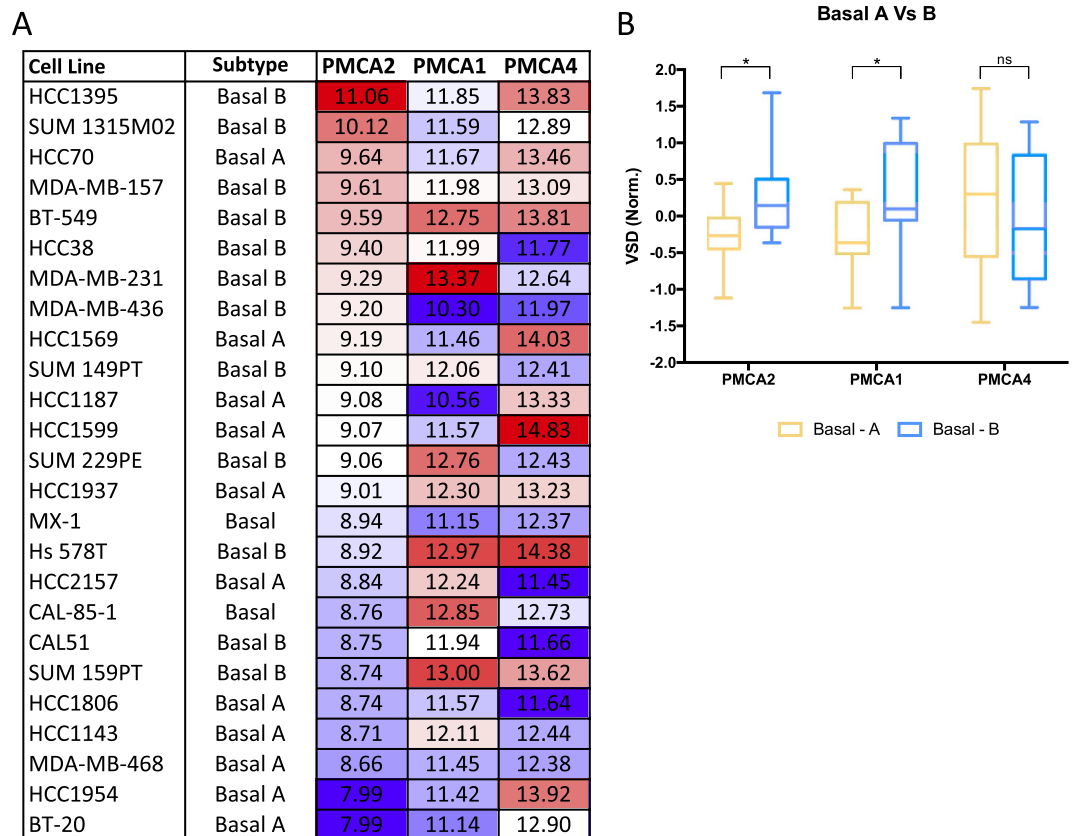 A
Cell Line Subtype PMCA2 PMCA1 PMCA4
HCC1395 Basal B 11.06 11.85 13.83
SUM 1315M02 Basal B 10.12 11.59 12.89
HCC70 Basal A 9.64 11.67 13.46
MDA-MB-157 Basal B 9.61 11.98 13.09
BT-549 Basal B 9.59 12.75 13.81
HCC38 Basal B 9.40 11.99 11.77
MDA-MB-231 Basal B 9.29 13.37 12.64
MDA-MB-436 Basal B 9.20 10.30 11.97
HCC1569 Basal A 9.19 11.46 14.03
SUM 149PT Basal B 9.10 12.06 12.41
HCC1187 Basal A 9.08 10.56 13.33
HCC1599 Basal A 9.07 11.57 14.83
SUM 229PE Basal B 9.06 12.76 12.43
HCC1937 Basal A 9.01 12.30 13.23
MX-1 Basal 8.94 11.15 12.37
Hs 578T Basal B 8.92 12.97 14.38
HCC2157 Basal A 8.84 12.24 11.45
CAL-85-1 Basal 8.76 12.85 12.73
CAL51 Basal B 8.75 11.94 11.66
SUM 159PT Basal B 8.74 13.00 13.62
HCC1806 Basal A 8.74 11.57 11.64
HCC1143 Basal A 8.71 12.11 12.44
MDA-MB-468 Basal A 8.66 11.45 12.38
HCC1954 Basal A 7.99 11.42 13.92
BT-20 Basal A 7.99 11.14 12.90
B
Basal A Vs B
* * ns
VSD (Norm.)
2.0
1.5
1.0
0.5
0.0
-0.5
-1.0
-1.5
-2.0
PMCA2 PMCA1 PMCA4
Basal - A Basal - B